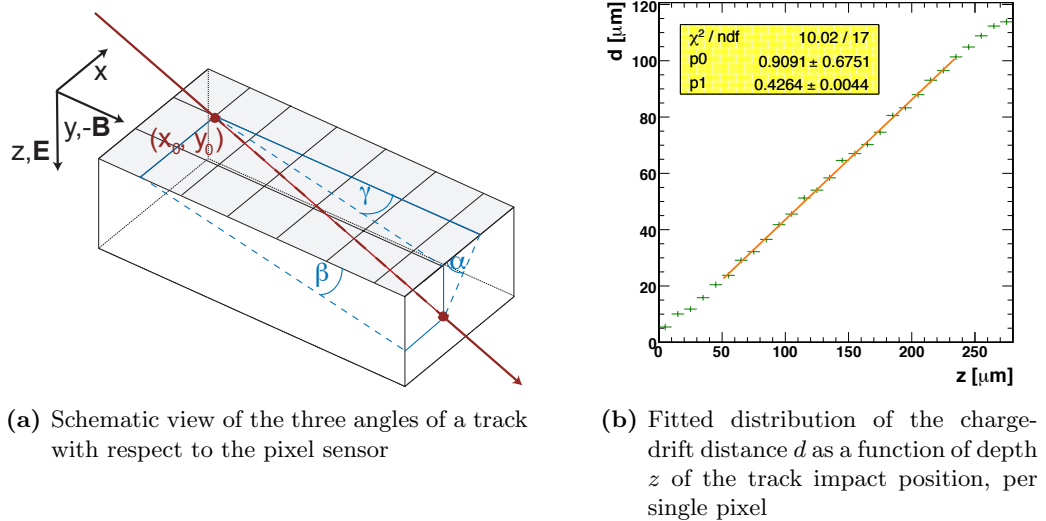 x
y,-B
z,E
(x₀, y₀)
γ
α
β
d [μm]
120
100
80
60
40
20
0
χ² / ndf 10.02 / 17
p0 0.9091 ± 0.6751
p1 0.4264 ± 0.0044
0 50 100 150 200 250
z [μm]
(a) Schematic view of the three angles of a track
with respect to the pixel sensor
(b) Fitted distribution of the charge-
drift distance d as a function of depth
z of the track impact position, per
single pixel